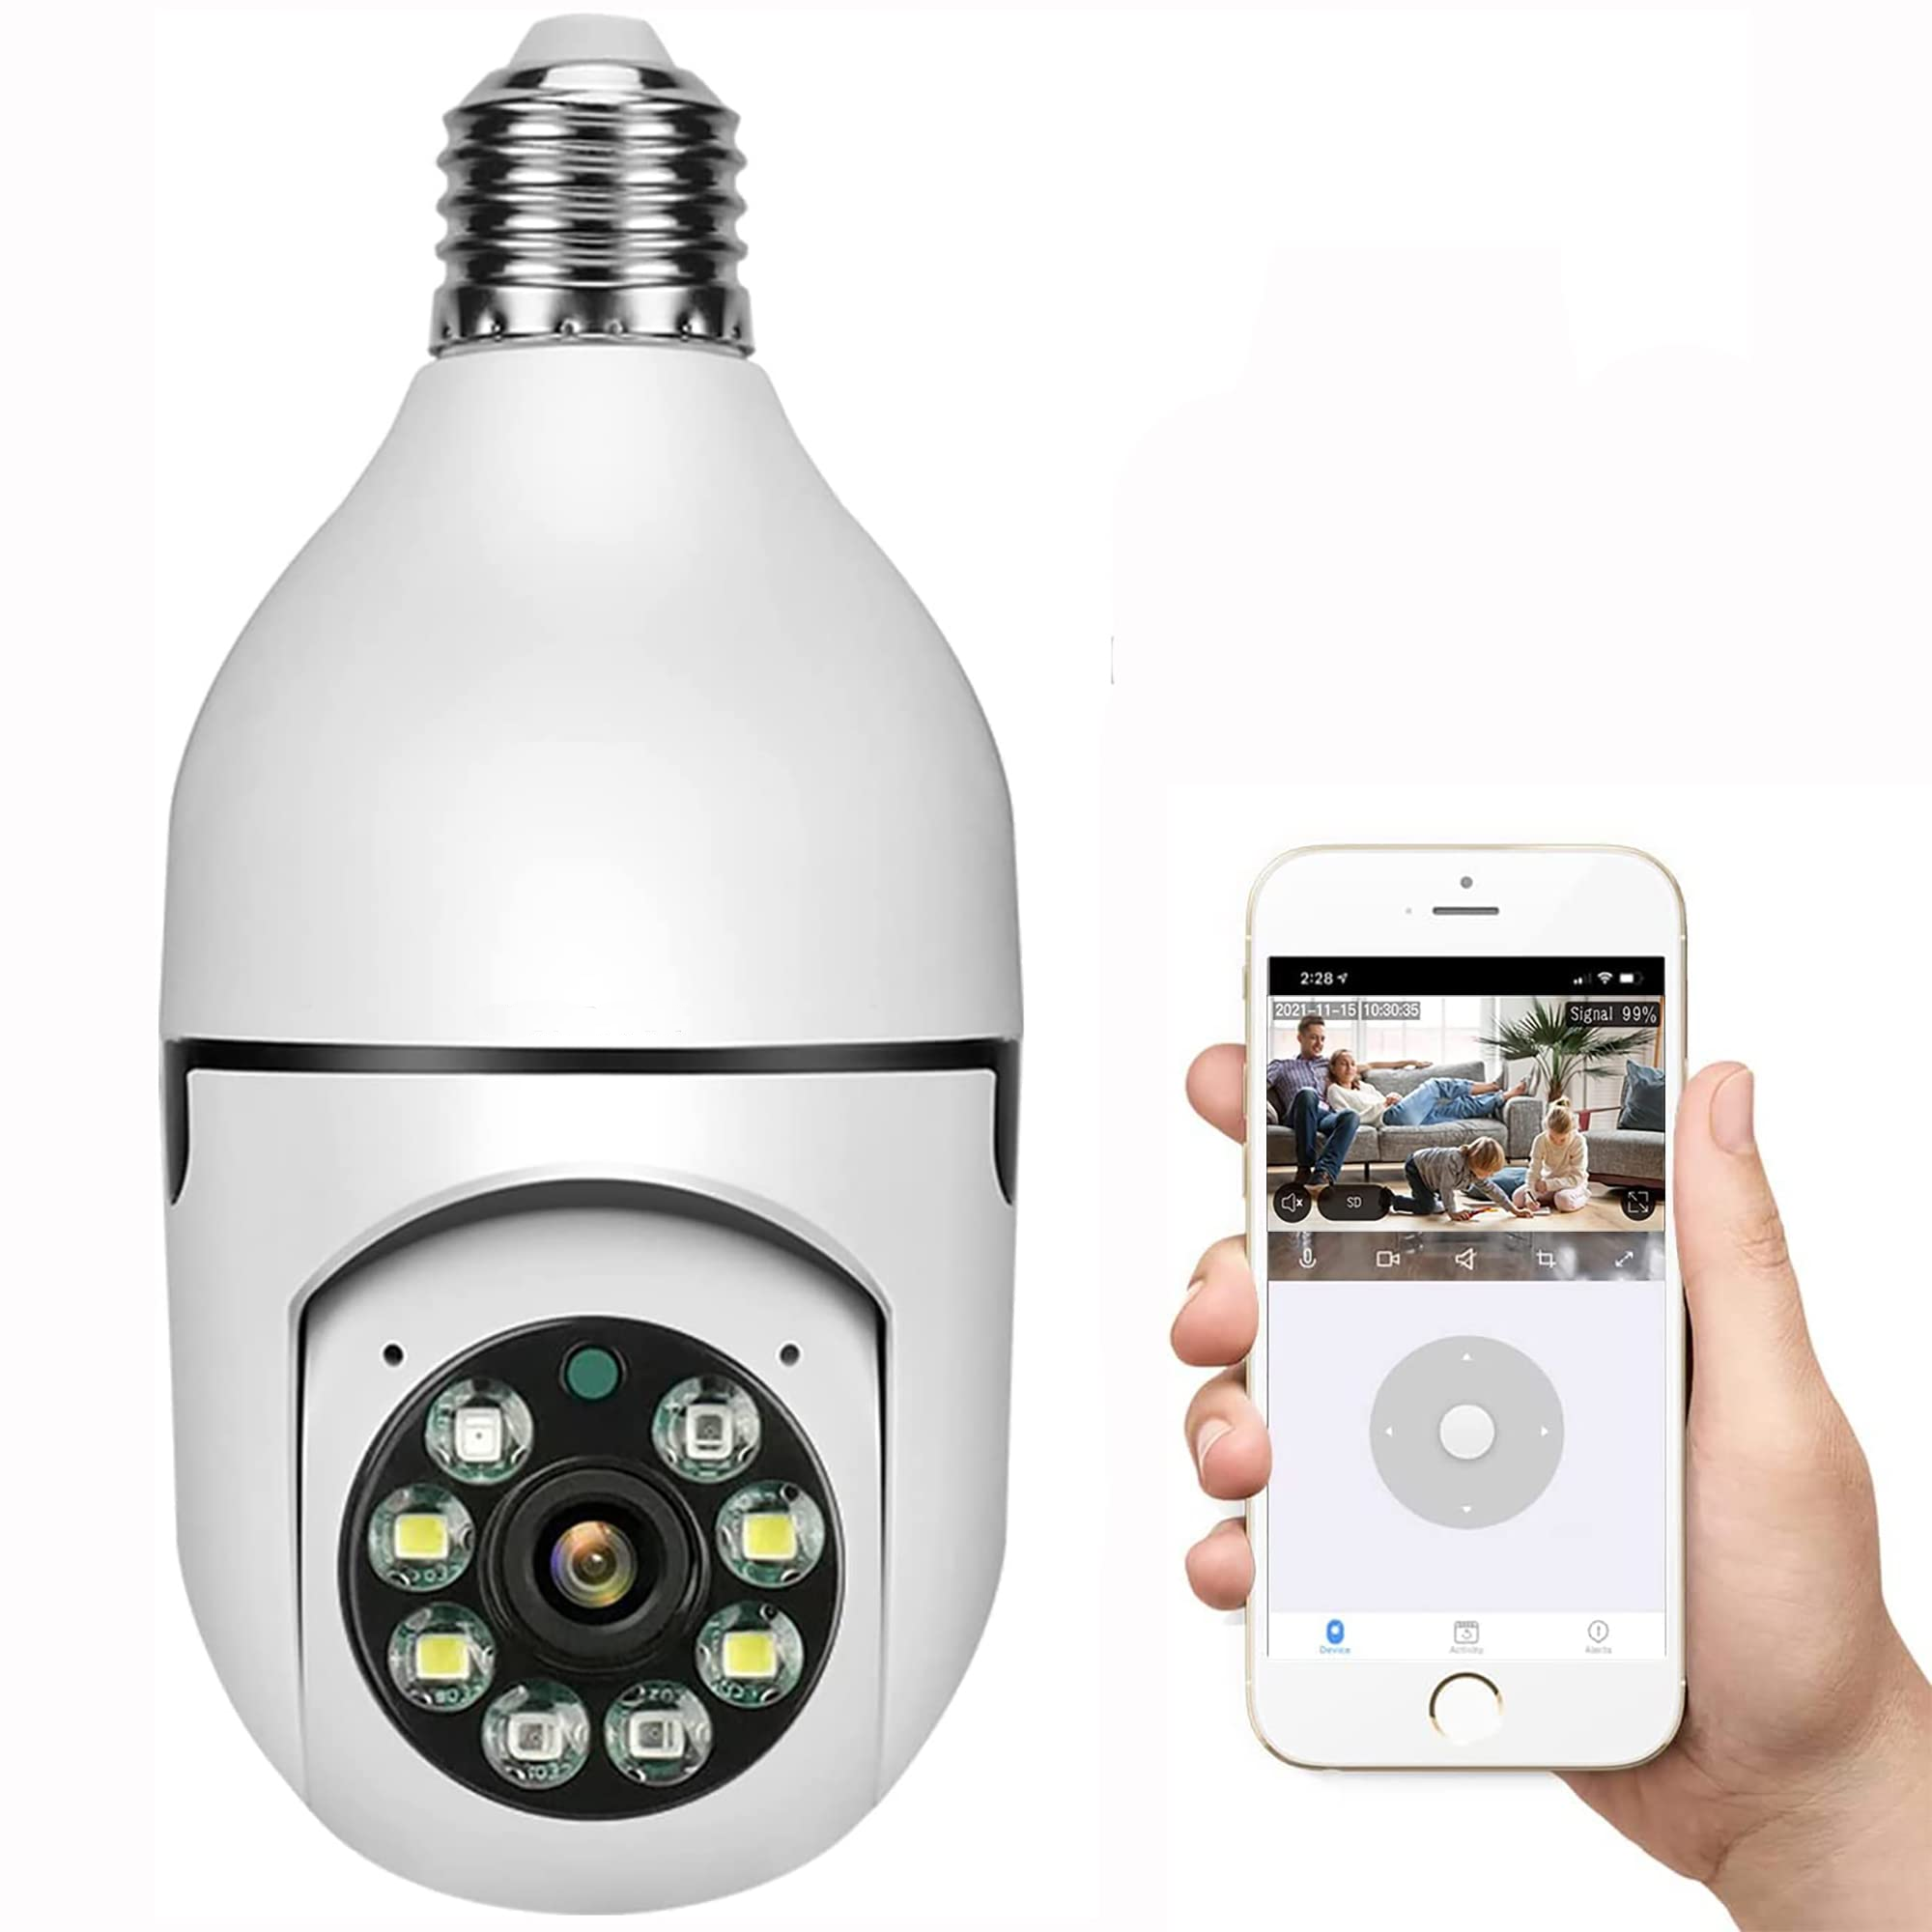 2:28
2021-11-15 10:30:35
Signal 99%
SD
Device
Activity
Alerts